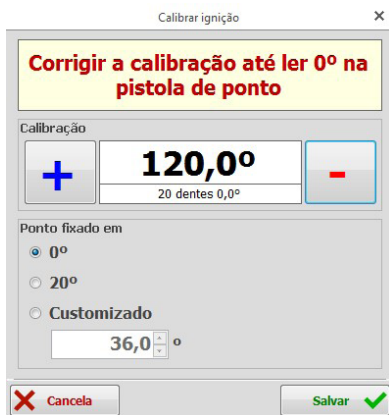 Calibrar ignição
Corrigir a calibração até ler 0º na
pistola de ponto
Calibração
+ 120,0º -
20 dentes 0,0º
Ponto fixado em
0º
20º
Customizado
36,0 º
Cancela Salvar